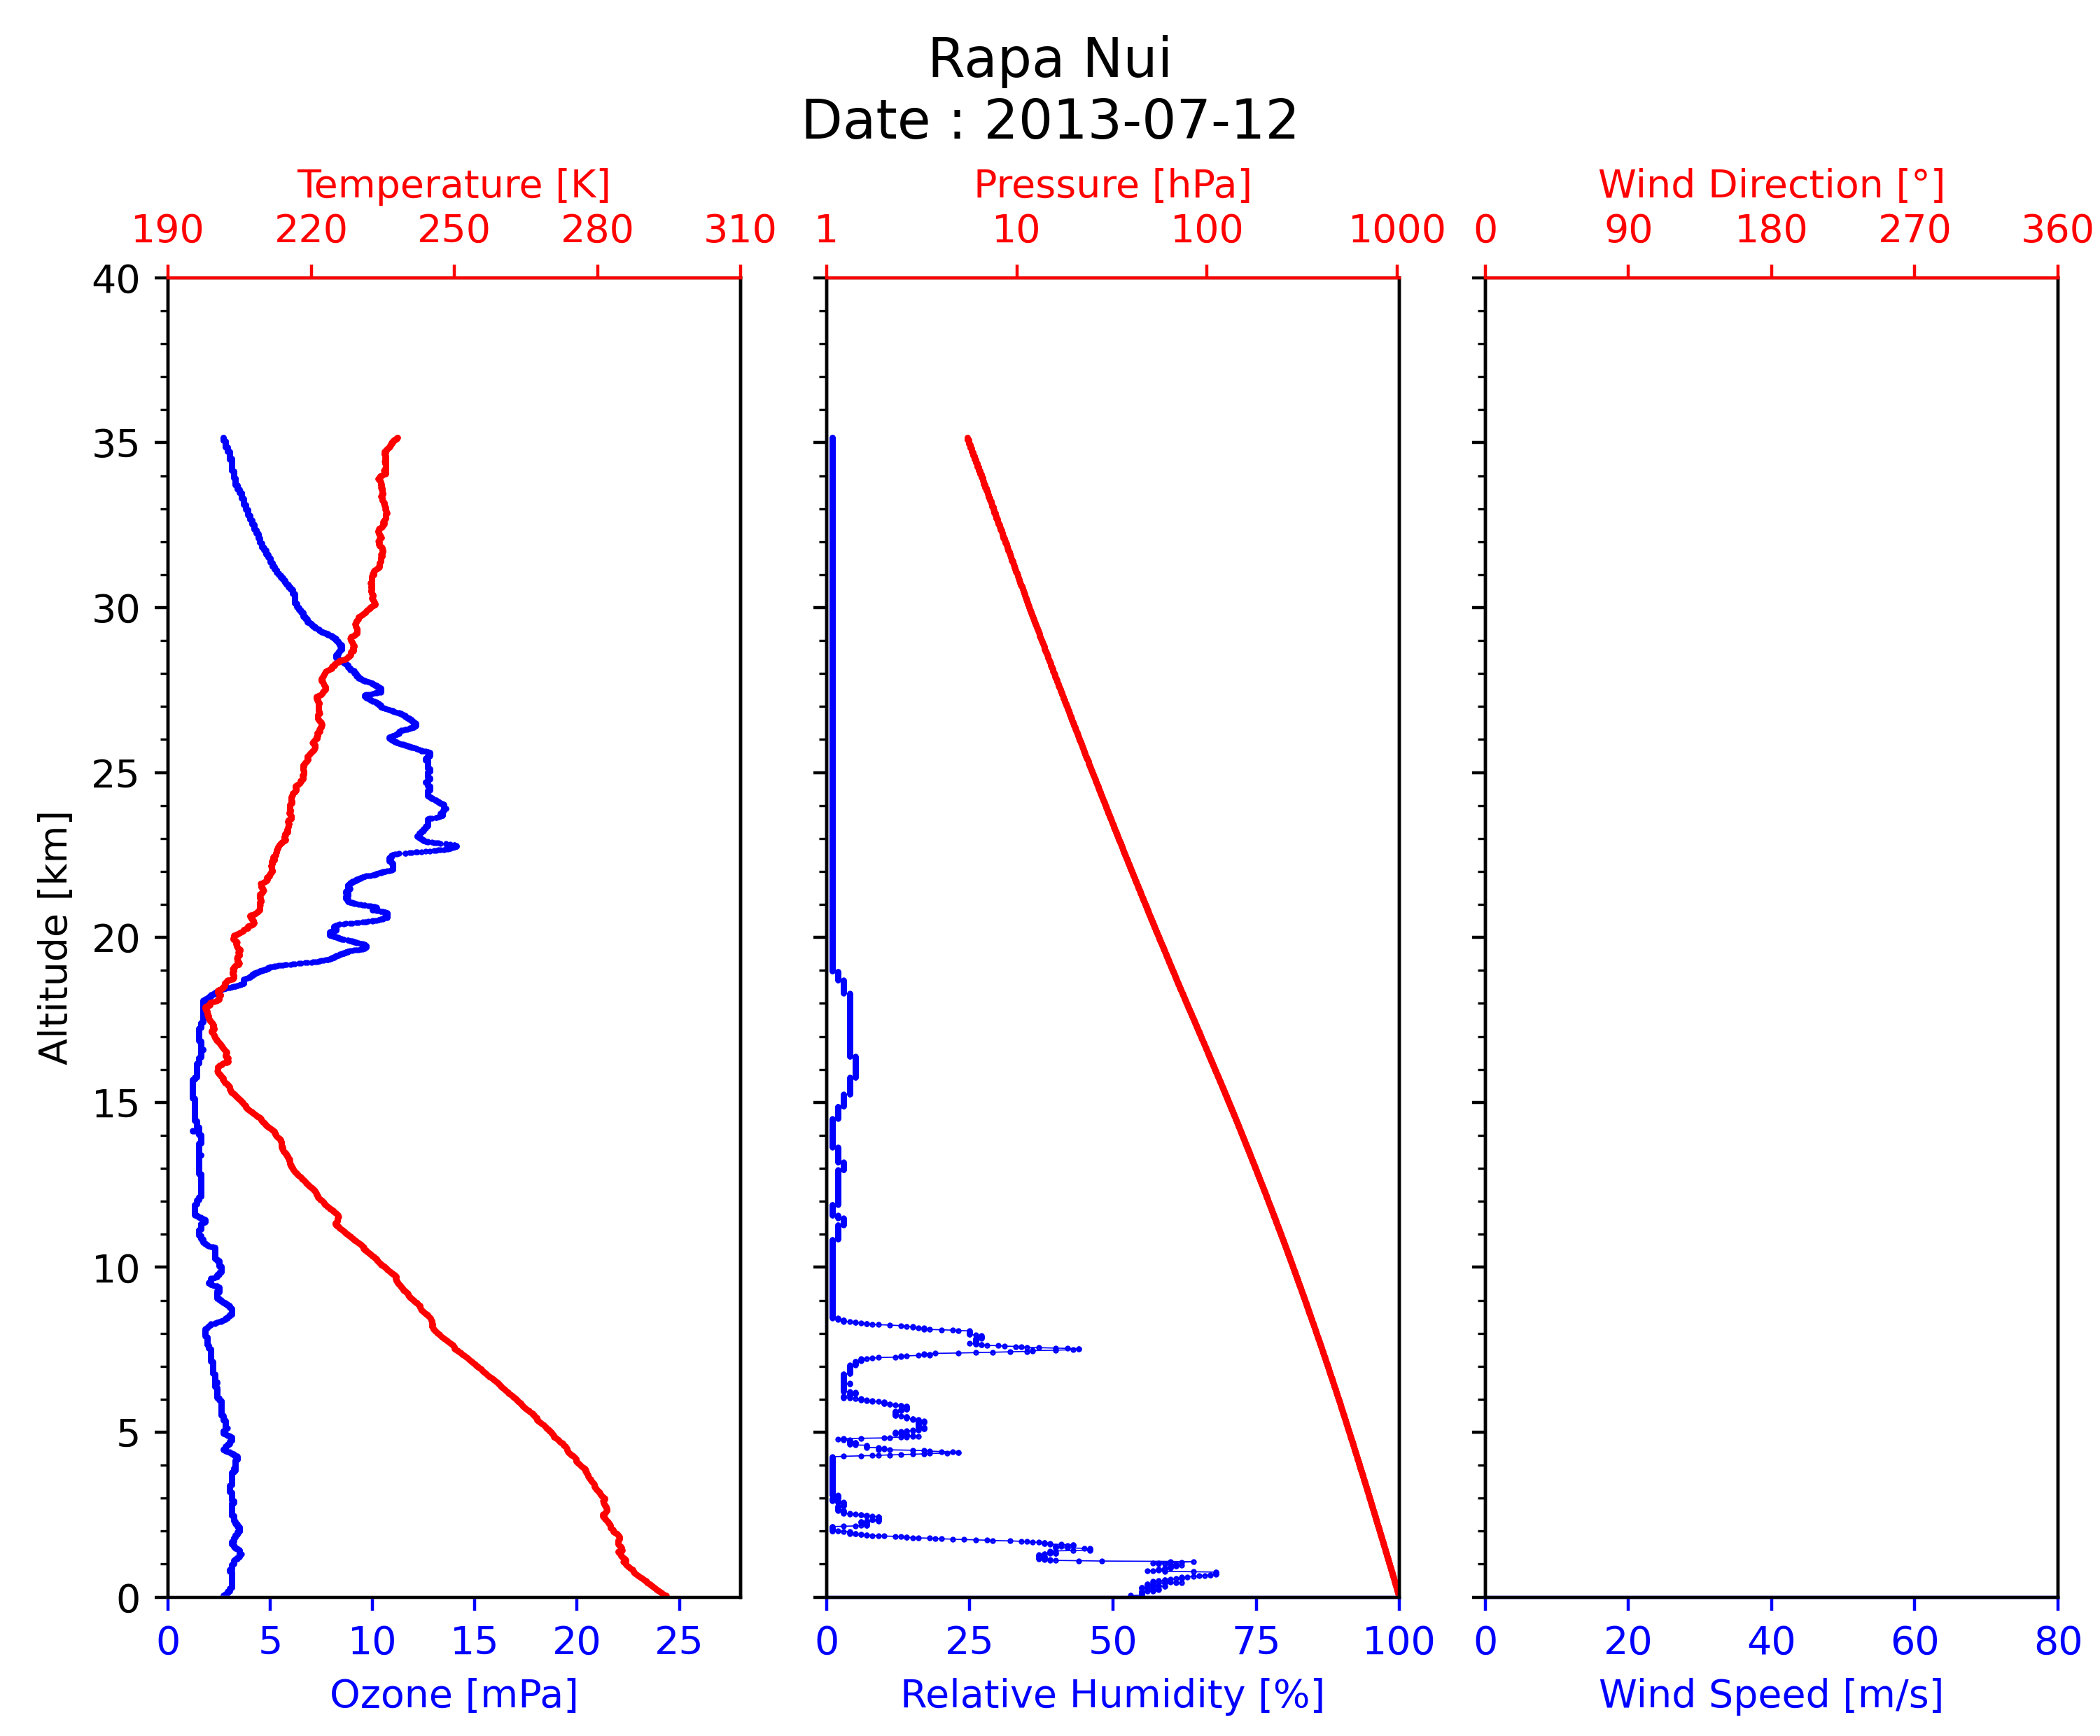 Rapa Nui
Date : 2013-07-12
Temperature [K]
190 220 250 280 310
Pressure [hPa]
1 10 100 1000
Wind Direction [°]
0 90 180 270 360
Altitude [km]
40
35
30
25
20
15
10
5
0
0 5 10 15 20 25
Ozone [mPa]
0 25 50 75 100
Relative Humidity [%]
0 20 40 60 80
Wind Speed [m/s]